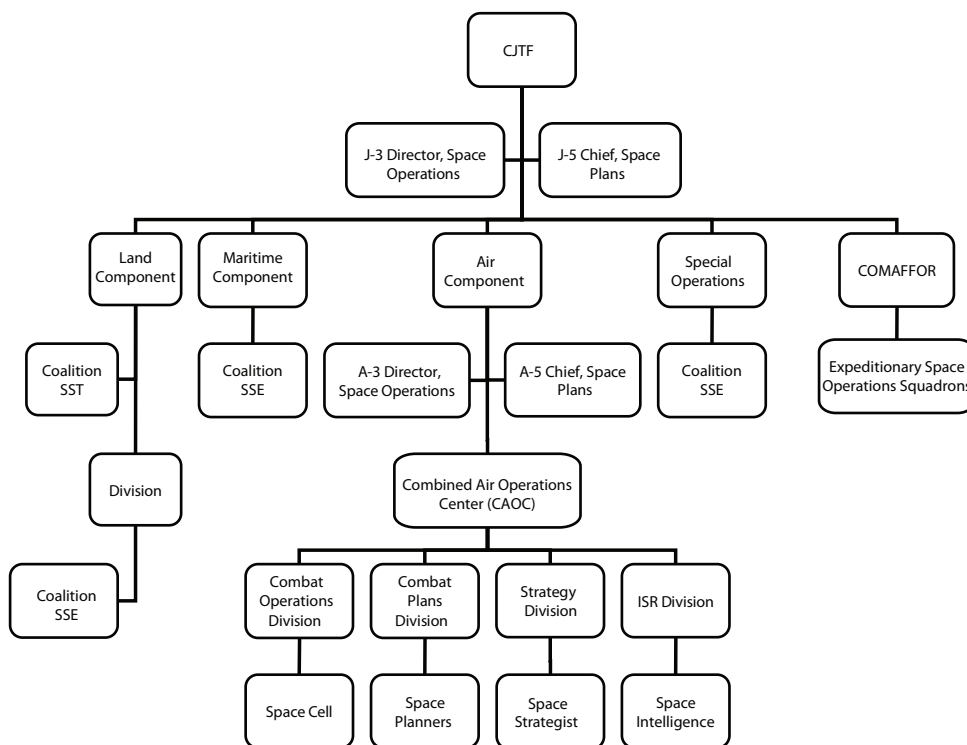 CJTF
J-3 Director, Space
Operations
J-5 Chief, Space
Plans
Land
Component
Maritime
Component
Air
Component
Special
Operations
COMAFFOR
Coalition
SST
Coalition
SSE
A-3 Director,
Space Operations
A-5 Chief, Space
Plans
Coalition
SSE
Expeditionary Space
Operations Squadrons
Division
Combined Air Operations
Center (CAOC)
Coalition
SSE
Combat
Operations
Division
Combat
Plans
Division
Strategy
Division
ISR Division
Space Cell
Space
Planners
Space
Strategist
Space
Intelligence